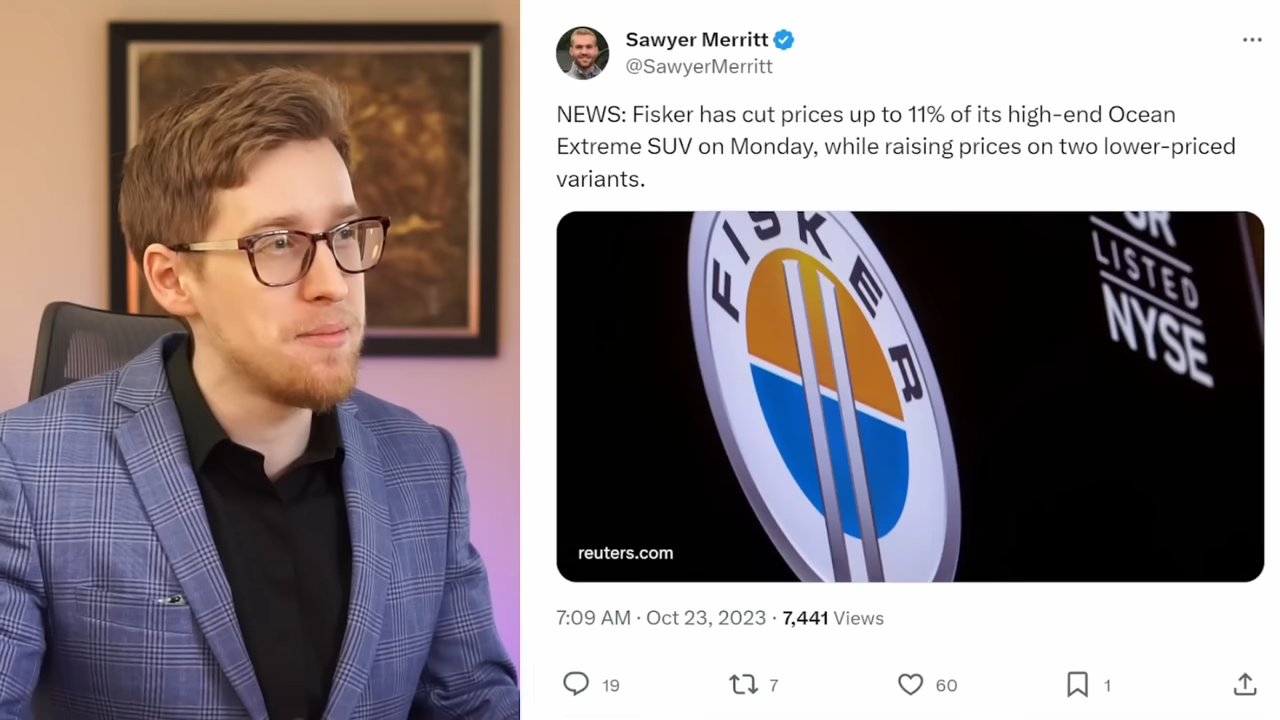 Sawyer Merritt
@SawyerMerritt
NEWS: Fisker has cut prices up to 11% of its high-end Ocean
Extreme SUV on Monday, while raising prices on two lower-priced
variants.
FISKER
LISTED
NYSE
reuters.com
7:09 AM · Oct 23, 2023 · 7,441 Views
19
7
60
1